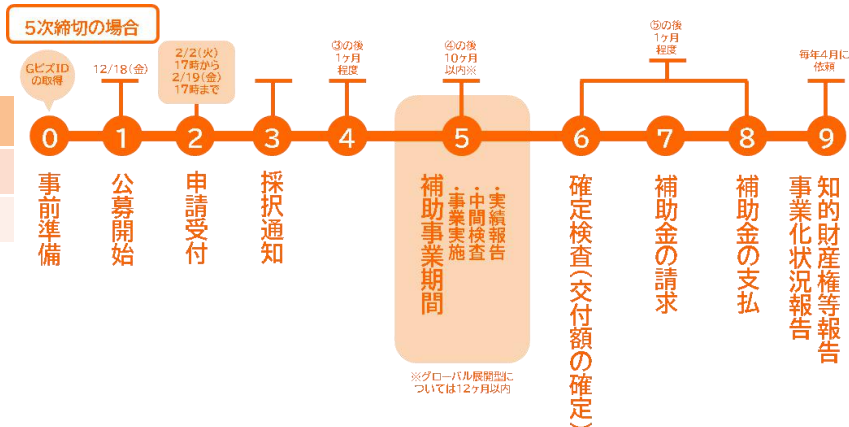 5次締切の場合
GビズID
の取得
12/18(金)
2/2(火)
17時から
2/19(金)
17時まで
③の後
1ヶ月
程度
④の後
10ヶ月
以内※
⑤の後
1ヶ月
程度
毎年4月に
依頼
0
1
2
3
4
5
6
7
8
9
事前準備
公募開始
申請受付
採択通知
補助事業期間
・事業実施
・中間検査
・実績報告
確定検査(交付額の確定)
補助金の請求
補助金の支払
知的財産権等報告
事業化状況報告
※グローバル展開型に
ついては12ヶ月以内